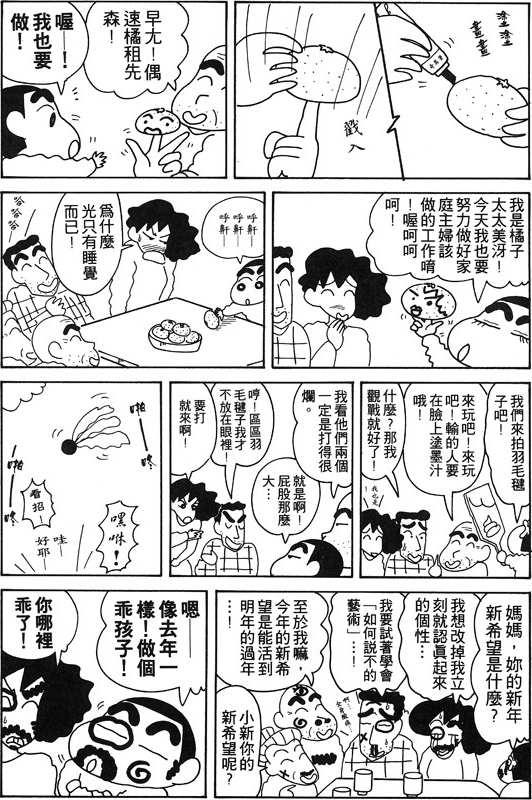 塗─塗─
畫畫
戳入
早尢!偶
速橘租先
森!
喔──!
我也要
做!
我是橘子
太太美冴!
今天我也要
努力做好家
庭主婦該
做的工作唷
!喔呵呵
呵!
呼鼾─
呼鼾─
呼鼾─
為什麼
光只有睡覺
而已!
我們來拍羽毛毽
子吧!
來玩吧!來玩
吧!輸的人要
在臉上塗墨汁
哦!
什麼?那我
觀戰就好了!
我也是
我看他們兩個
一定是打得很
爛。
就是啊!
屁股那麼
大…
哼!區區羽
毛毽子我才
不放在眼裡
要打
就來啊!
啪─咚
嘿咻!
哇─
好耶─
看招!
啪─咚
媽媽,妳的新年
新希望是什麼?
我想改掉我立
刻就認真起來
的個性…
我要試著學會
「如何說不的
藝術」…!
至於我嘛,
今年的新希
望是能活到
明年的過年
…!
小新你的
新希望呢?
嗯──
像去年一
樣!做個
乖孩子!
你哪裡
乖了!